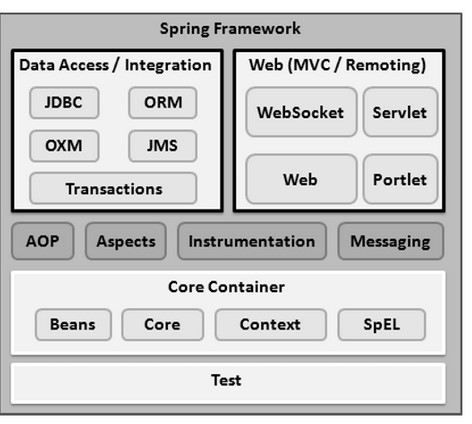 Spring Framework
Data Access / Integration
JDBC
ORM
OXM
JMS
Transactions
Web (MVC / Remoting)
WebSocket
Servlet
Web
Portlet
AOP
Aspects
Instrumentation
Messaging
Core Container
Beans
Core
Context
SpEL
Test